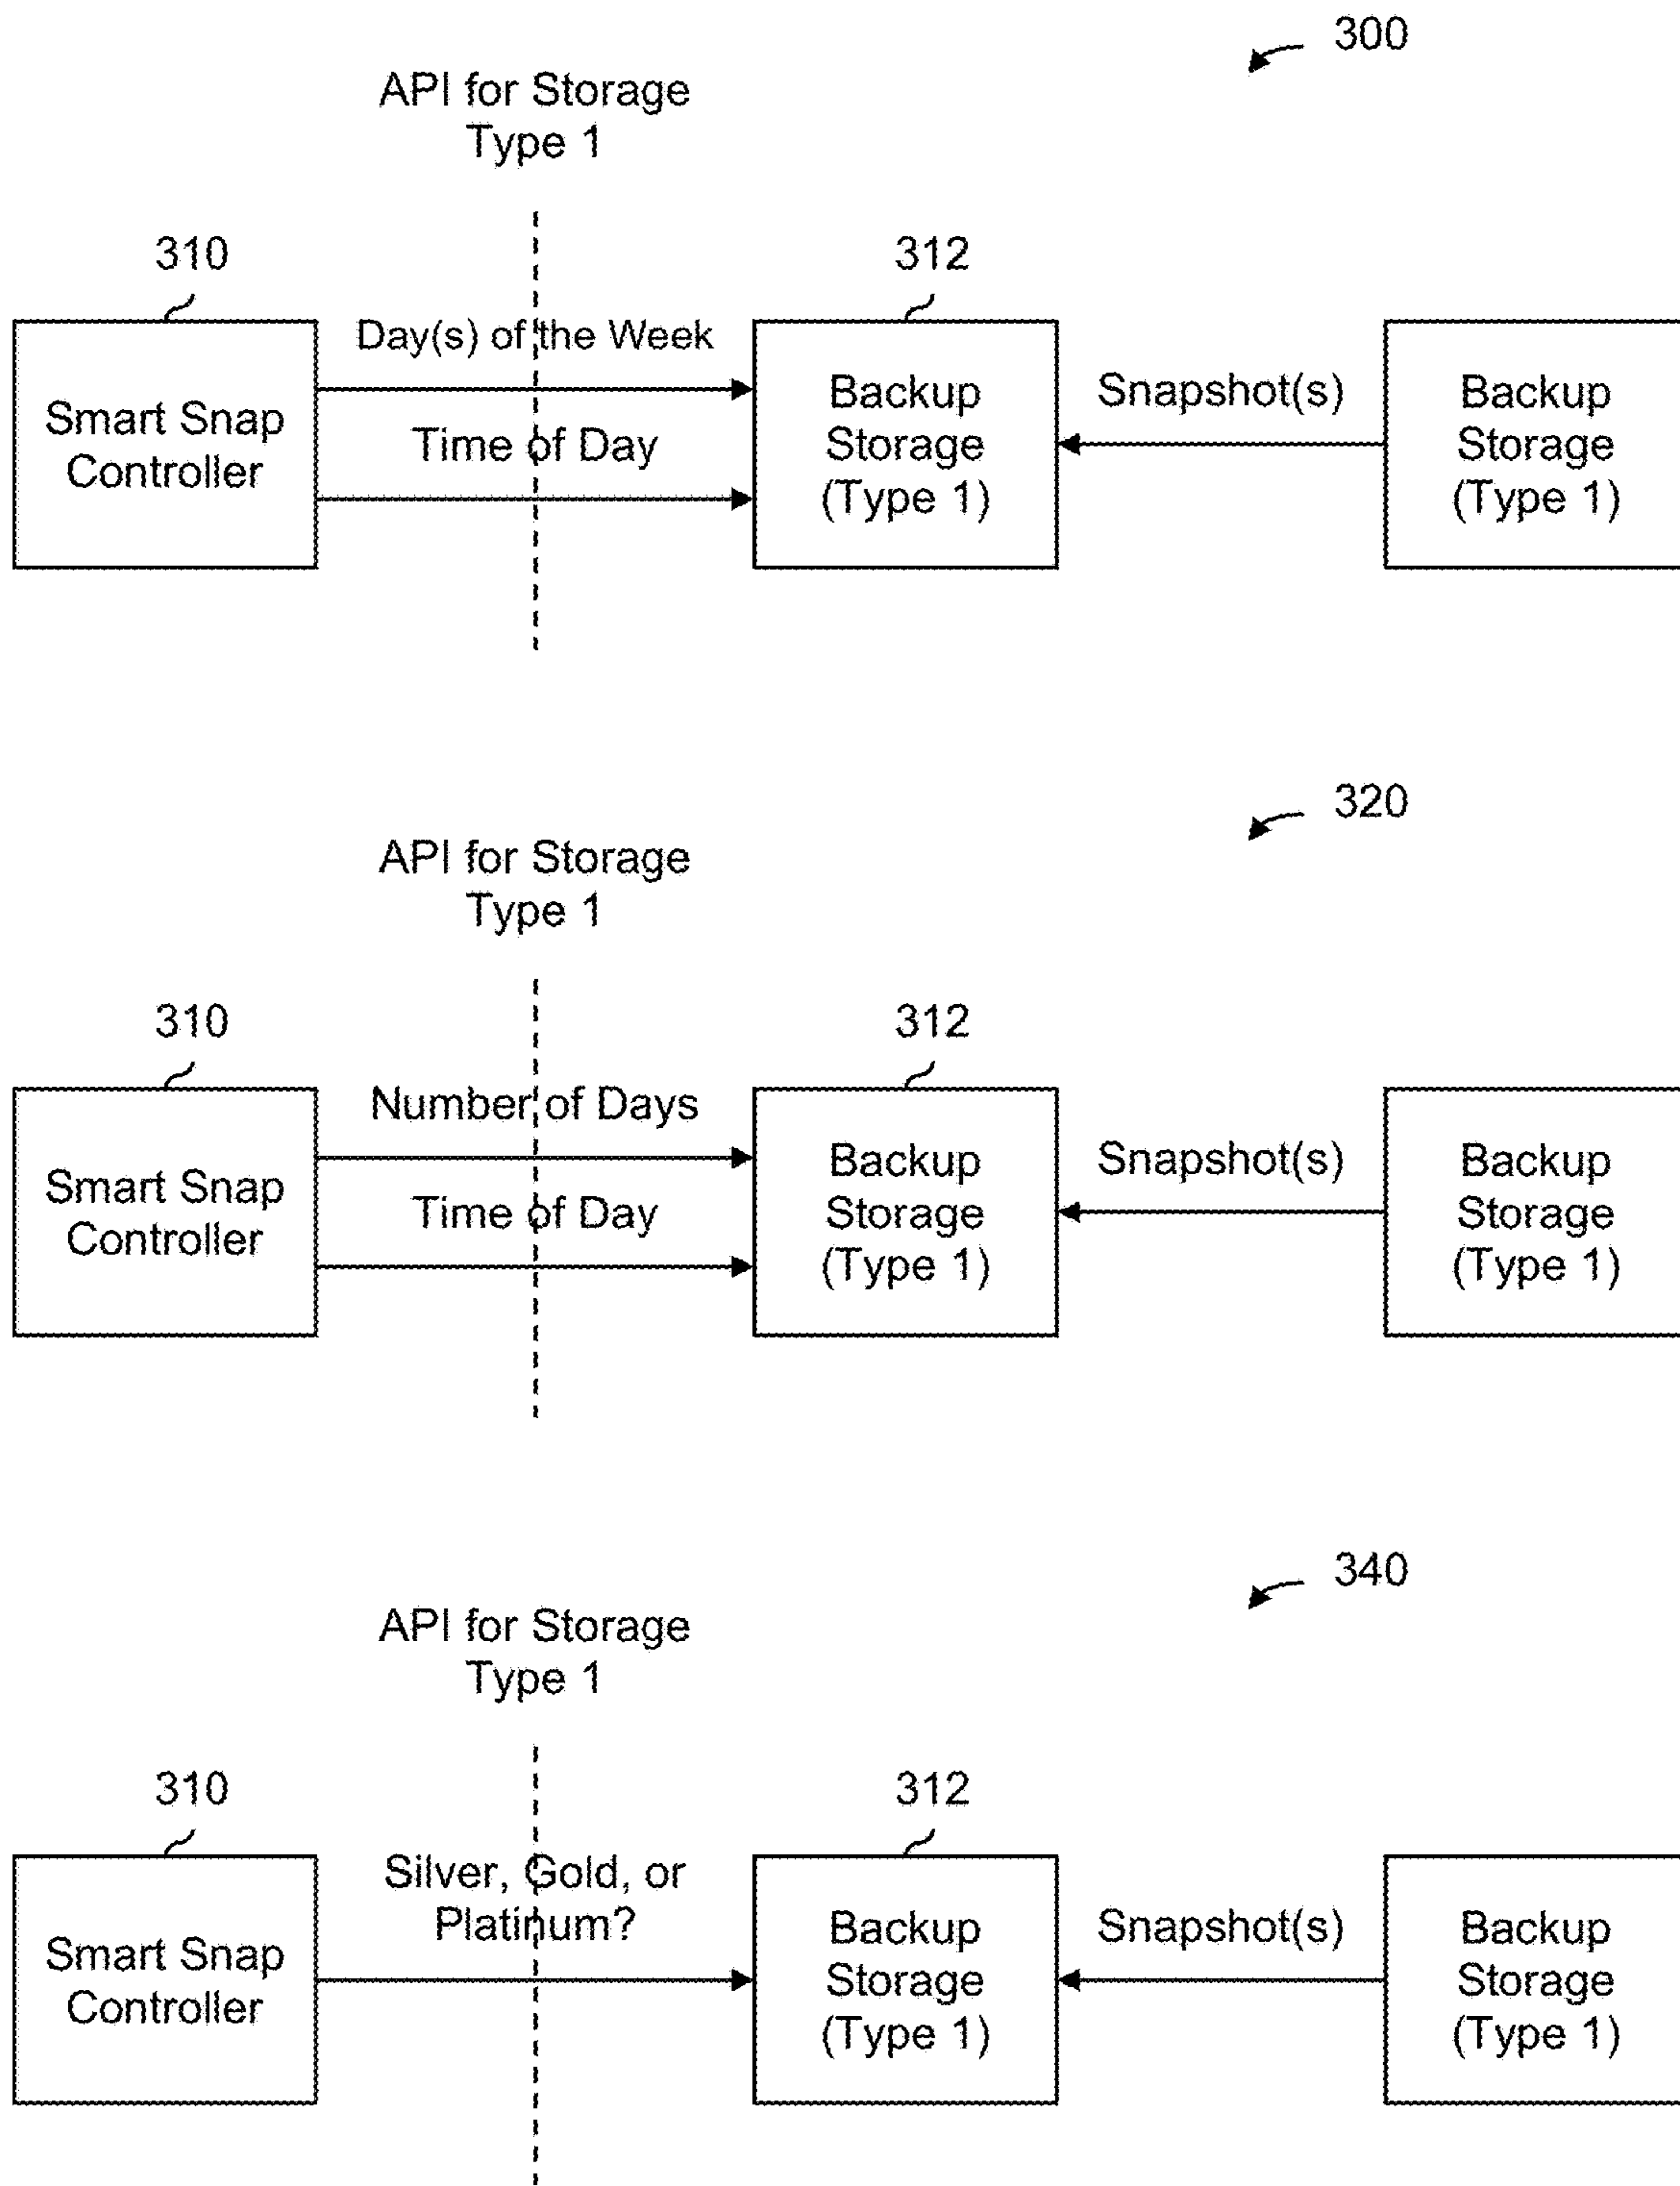 300
API for Storage
Type 1
310
312
Smart Snap
Controller
Day(s) of the Week
Time of Day
Backup
Storage
(Type 1)
Snapshot(s)
Backup
Storage
(Type 1)
320
API for Storage
Type 1
310
312
Smart Snap
Controller
Number of Days
Time of Day
Backup
Storage
(Type 1)
Snapshot(s)
Backup
Storage
(Type 1)
340
API for Storage
Type 1
310
312
Smart Snap
Controller
Silver, Gold, or
Platinum?
Backup
Storage
(Type 1)
Snapshot(s)
Backup
Storage
(Type 1)